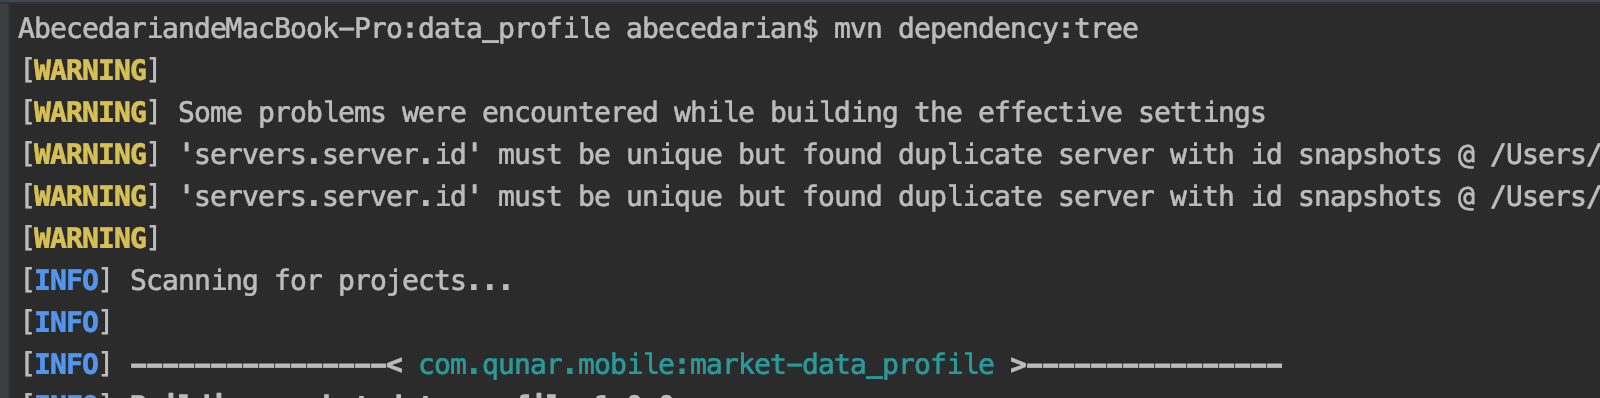 AbecedariandeMacBook-Pro:data_profile abecedarian$ mvn dependency:tree
[WARNING]
[WARNING] Some problems were encountered while building the effective settings
[WARNING] 'servers.server.id' must be unique but found duplicate server with id snapshots @ /Users/
[WARNING] 'servers.server.id' must be unique but found duplicate server with id snapshots @ /Users/
[WARNING]
[INFO] Scanning for projects...
[INFO]
[INFO] ----------------< com.qunar.mobile:market-data_profile >----------------
[INFO]